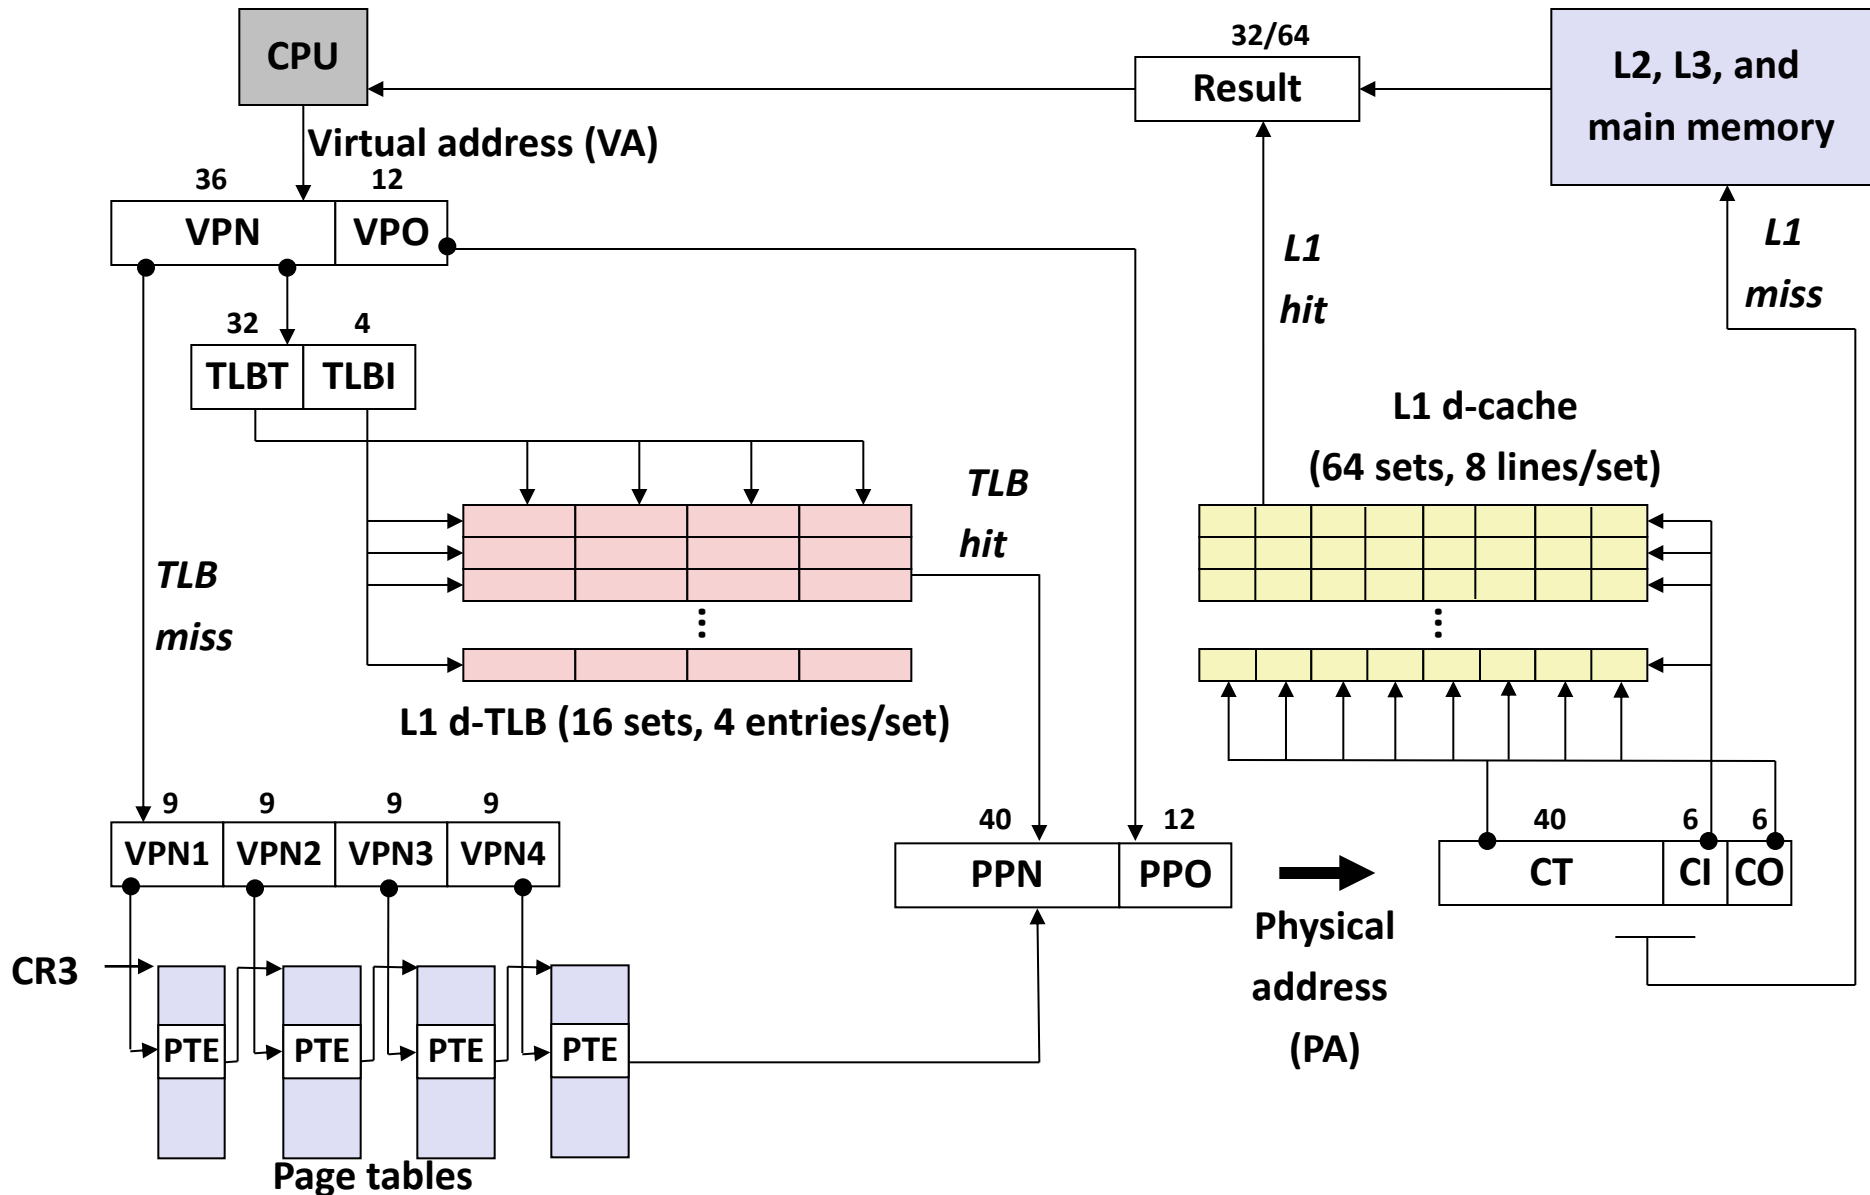 CPU
32/64
Result
L2, L3, and
main memory
Virtual address (VA)
36 12
VPN VPO
L1
hit
L1
miss
32 4
TLBT TLBI
L1 d-cache
(64 sets, 8 lines/set)
TLB
hit
TLB
miss
...
...
L1 d-TLB (16 sets, 4 entries/set)
9 9 9 9
VPN1 VPN2 VPN3 VPN4
40 12
PPN PPO
40 6 6
CT CI CO
Physical
address
(PA)
CR3
PTE PTE PTE PTE
Page tables